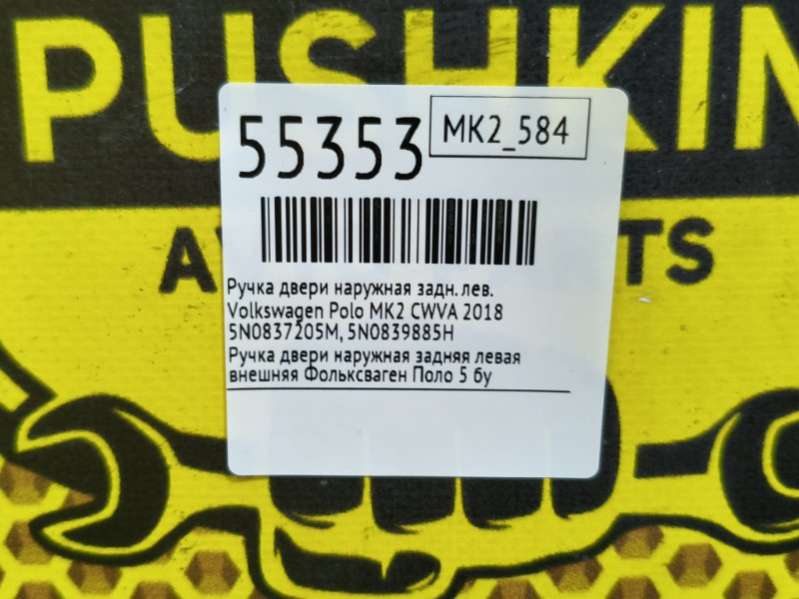 PUSHKIN
55353
MK2_584
TS
Ручка двери наружная задн. лев.
Volkswagen Polo MK2 CWVA 2018
5N0837205M, 5N0839885H
Ручка двери наружная задняя левая
внешняя Фольксваген Поло 5 бу